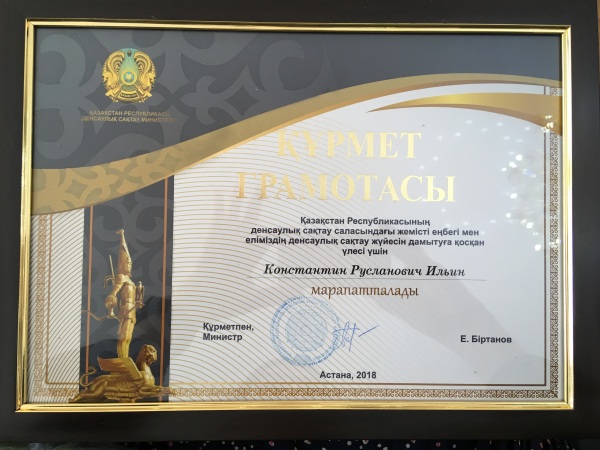 ҚАЗАҚСТАН РЕСПУБЛИКАСЫ
ДЕНСАУЛЫҚ САҚТАУ МИНИСТРЛІГІ
ҚҰРМЕТ
ГРАМОТАСЫ
Қазақстан Республикасының
денсаулық сақтау саласындағы жемісті еңбегі мен
еліміздің денсаулық сақтау жүйесін дамытуға қосқан
үлесі үшін
Константин Русланович Ильин
марапатталады
Құрметпен,
Министр
Е. Біртанов
Астана, 2018